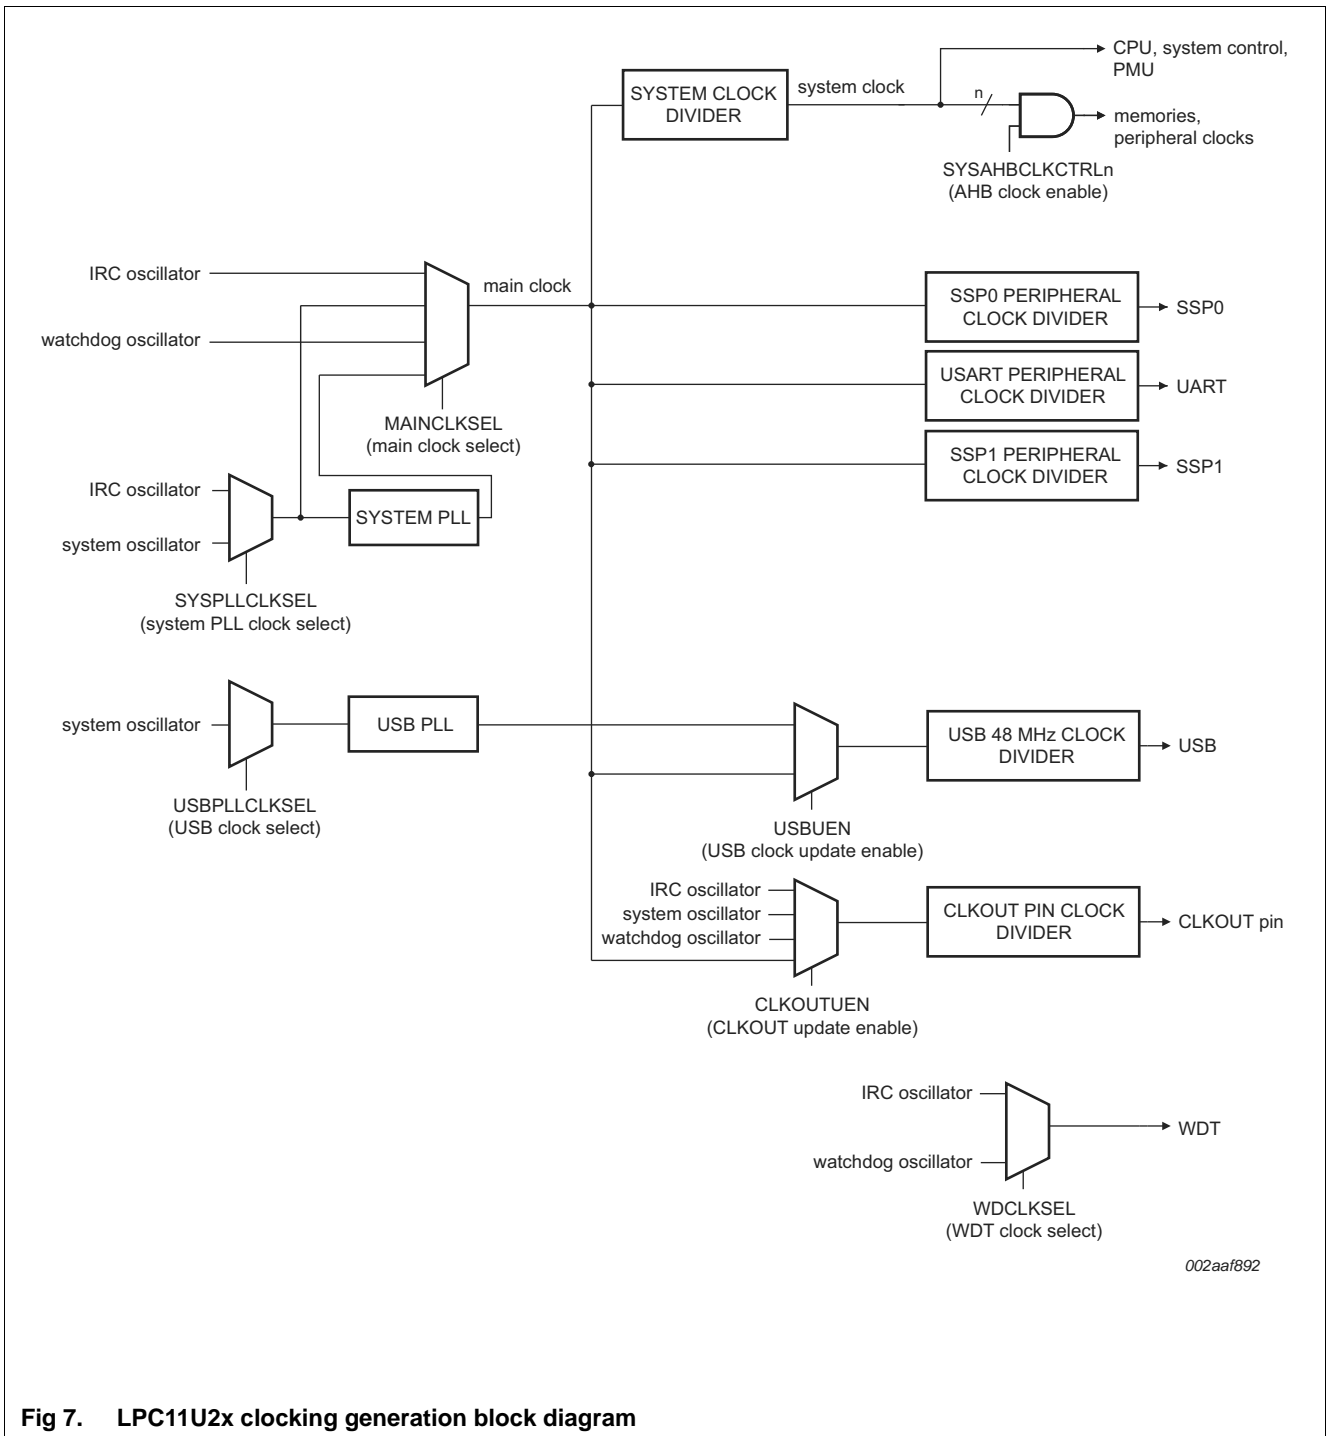 CPU, system control,
PMU
SYSTEM CLOCK
DIVIDER
system clock
n
memories,
peripheral clocks
SYSAHBCLKCTRLn
(AHB clock enable)
IRC oscillator
main clock
watchdog oscillator
SSP0 PERIPHERAL
CLOCK DIVIDER
SSP0
USART PERIPHERAL
CLOCK DIVIDER
UART
MAINCLKSEL
(main clock select)
SSP1 PERIPHERAL
CLOCK DIVIDER
SSP1
IRC oscillator
SYSTEM PLL
system oscillator
SYSPLLCLKSEL
(system PLL clock select)
system oscillator
USB PLL
USB 48 MHz CLOCK
DIVIDER
USB
USBPLLCLKSEL
(USB clock select)
USBUEN
(USB clock update enable)
IRC oscillator
system oscillator
watchdog oscillator
CLKOUT PIN CLOCK
DIVIDER
CLKOUT pin
CLKOUTUEN
(CLKOUT update enable)
IRC oscillator
WDT
watchdog oscillator
WDCLKSEL
(WDT clock select)
002aaf892
Fig 7. LPC11U2x clocking generation block diagram